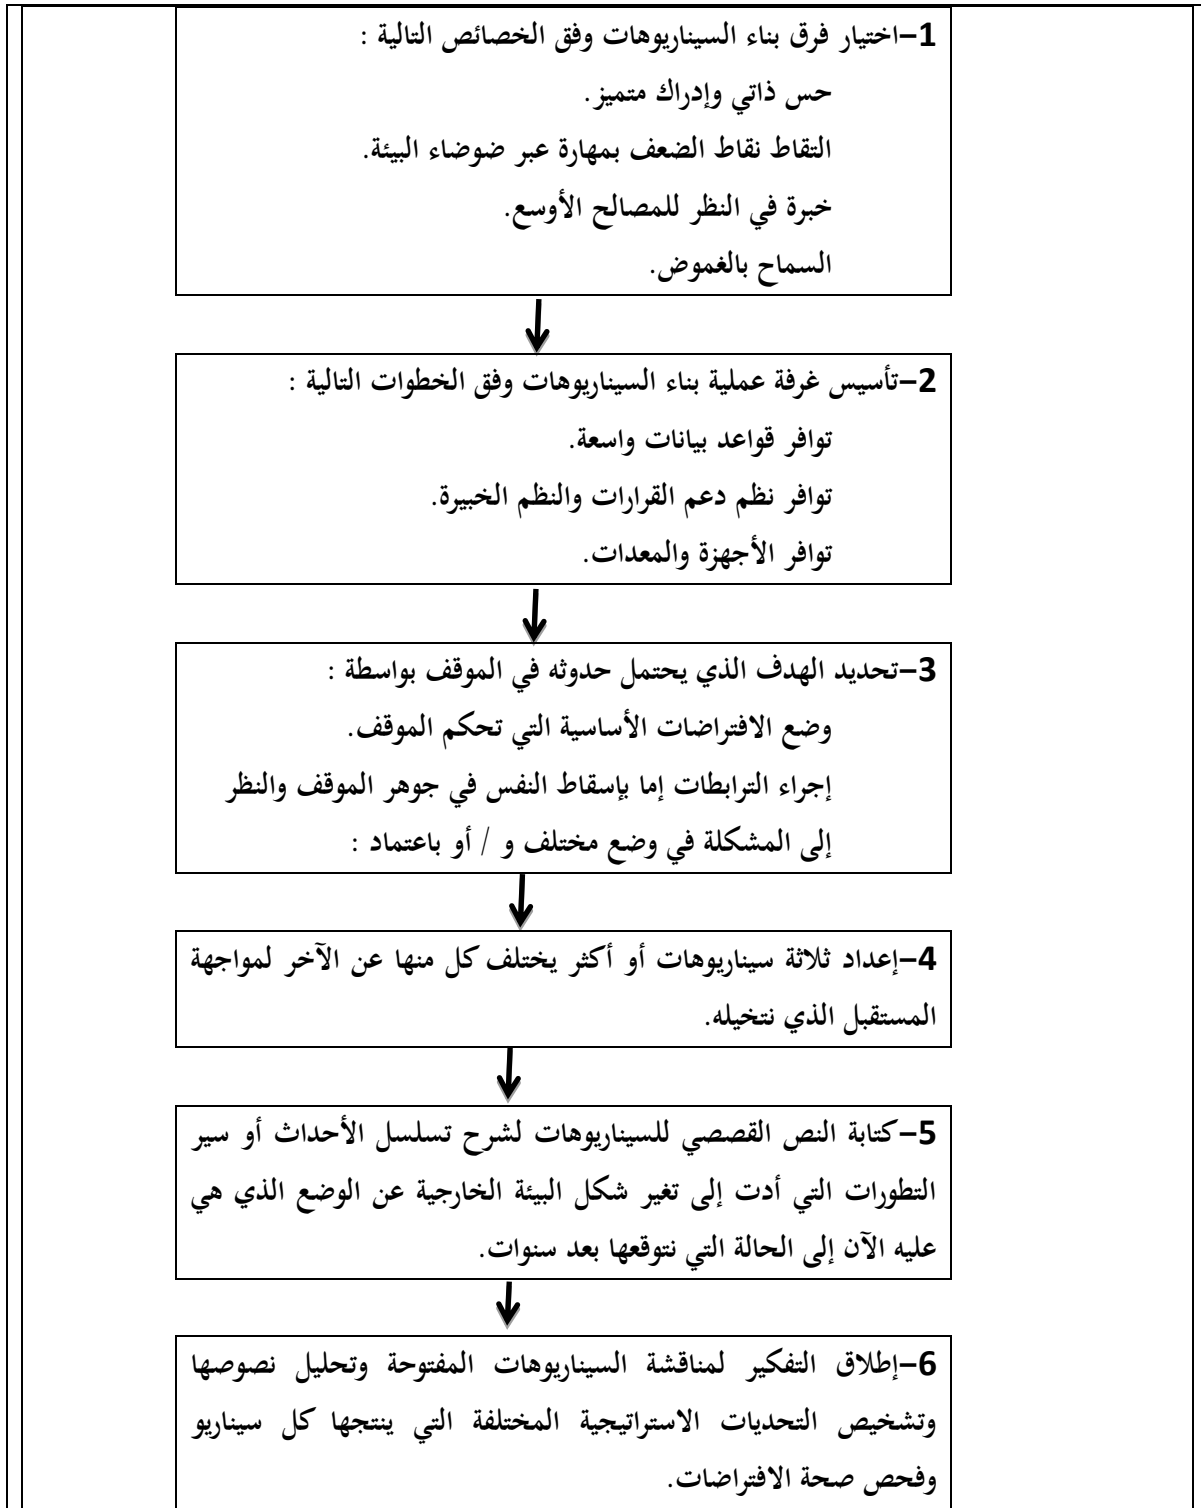 1–اختيار فرق بناء السيناريوهات وفق الخصائص التالية :
حس ذاتي وإدراك متميز.
التقاط نقاط الضعف بمهارة عبر ضوضاء البيئة.
خبرة في النظر للمصالح الأوسع.
السماح بالغموض.
2–تأسيس غرفة عملية بناء السيناريوهات وفق الخطوات التالية :
توافر قواعد بيانات واسعة.
توافر نظم دعم القرارات والنظم الخبيرة.
توافر الأجهزة والمعدات.
3–تحديد الهدف الذي يحتمل حدوثه في الموقف بواسطة :
وضع الافتراضات الأساسية التي تحكم الموقف.
إجراء الترابطات إما بإسقاط النفس في جوهر الموقف والنظر
إلى المشكلة في وضع مختلف و / أو باعتماد :
4–إعداد ثلاثة سيناريوهات أو أكثر يختلف كل منها عن الآخر لمواجهة
المستقبل الذي نتخيله.
5–كتابة النص القصصي للسيناريوهات لشرح تسلسل الأحداث أو سير
التطورات التي أدت إلى تغير شكل البيئة الخارجية عن الوضع الذي هي
عليه الآن إلى الحالة التي نتوقعها بعد سنوات.
6–إطلاق التفكير لمناقشة السيناريوهات المفتوحة وتحليل نصوصها
وتشخيص التحديات الاستراتيجية المختلفة التي ينتجها كل سيناريو
وفحص صحة الافتراضات.